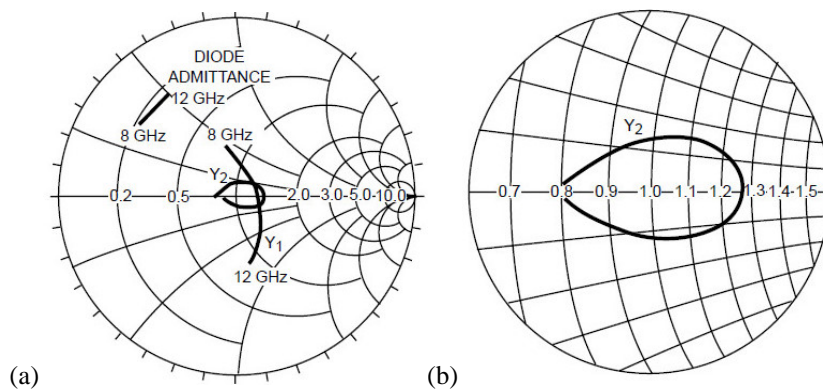 DIODE
ADMITTANCE
12 GHz
8 GHz
8 GHz
Y2
0.2
0.5
2.0
3.0
5.0
10.0
Y1
12 GHz
(a)
Y2
0.7
0.8
0.9
1.0
1.1
1.2
1.3
1.4
1.5
(b)